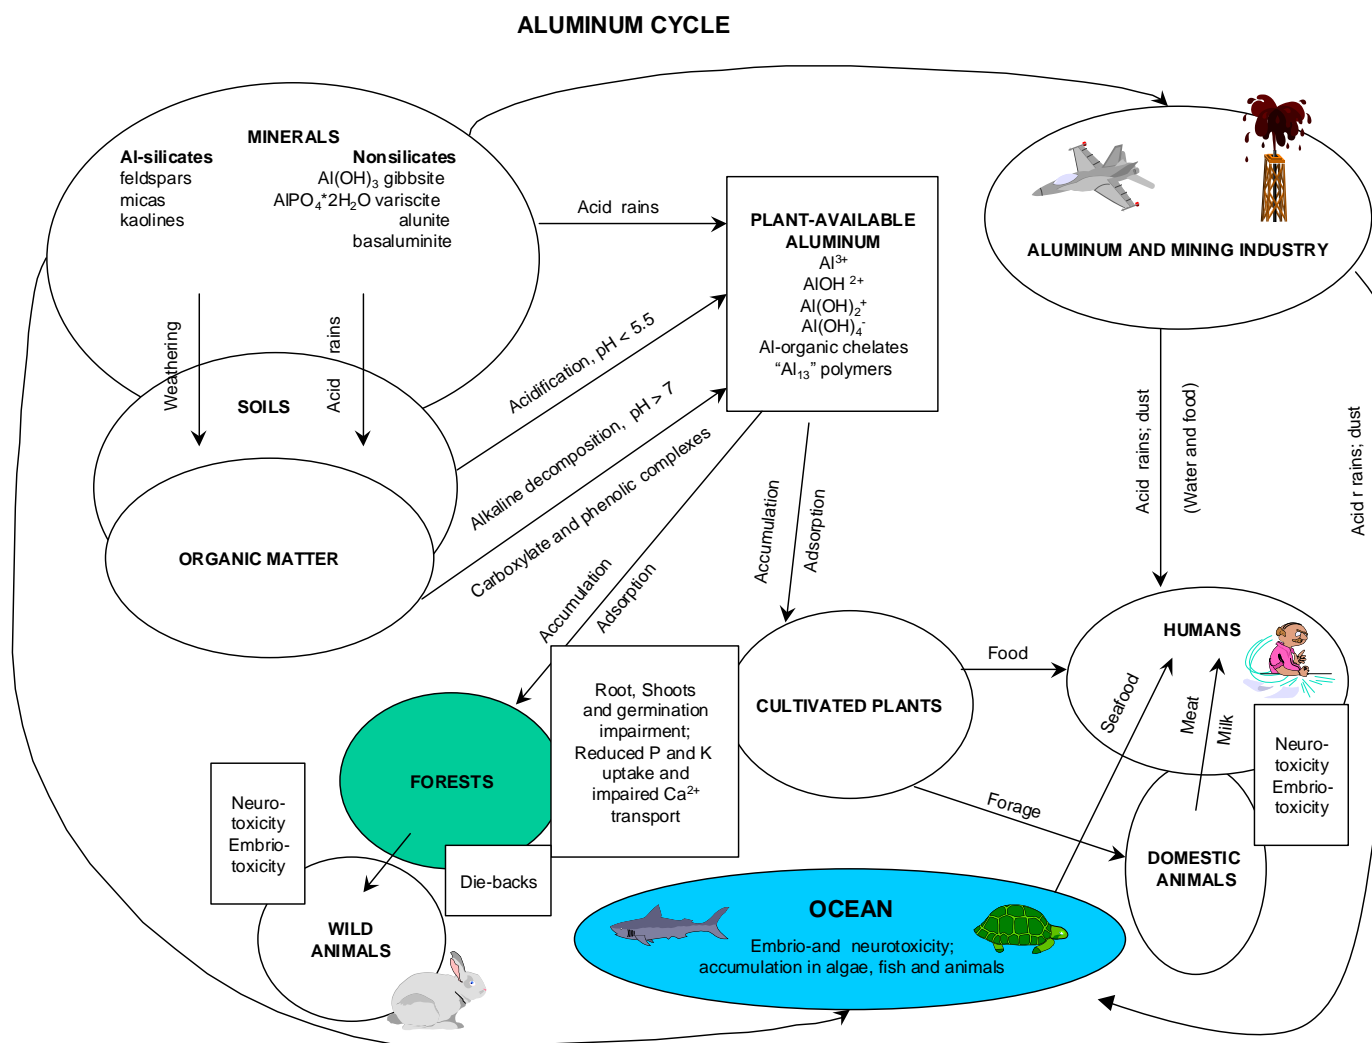 ALUMINUM CYCLE
MINERALS
Al-silicates
feldspars
micas
kaolines
Nonsilicates
Al(OH)₃ gibbsite
AlPO₄*2H₂O variscite
alunite
basaluminite
Weathering
Acid rains
SOILS
ORGANIC MATTER
Acid rains
Acidification, pH < 5.5
Alkaline decomposition, pH > 7
Carboxylate and phenolic complexes
PLANT-AVAILABLE
ALUMINUM
Al³⁺
AlOH ²⁺
Al(OH)₂⁺
Al(OH)₄⁻
Al-organic chelates
“Al₁₃” polymers
ALUMINUM AND MINING INDUSTRY
Acid rains; dust
(Water and food)
Acid r rains; dust
Accumulation
Adsorption
Accumulation
Adsorption
FORESTS
Root, Shoots
and germination
impairment;
Reduced P and K
uptake and
impaired Ca²⁺
transport
CULTIVATED PLANTS
Food
Forage
HUMANS
Seafood
Meat
Milk
Neuro-
toxicity
Embrio-
toxicity
DOMESTIC
ANIMALS
Neuro-
toxicity
Embrio-
toxicity
Die-backs
WILD
ANIMALS
OCEAN
Embrio-and neurotoxicity;
accumulation in algae, fish and animals